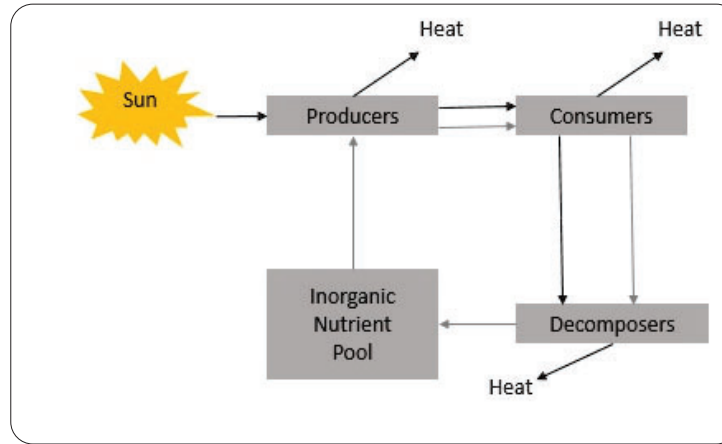 Heat
Heat
Sun
Producers
Consumers
Inorganic
Nutrient
Pool
Decomposers
Heat